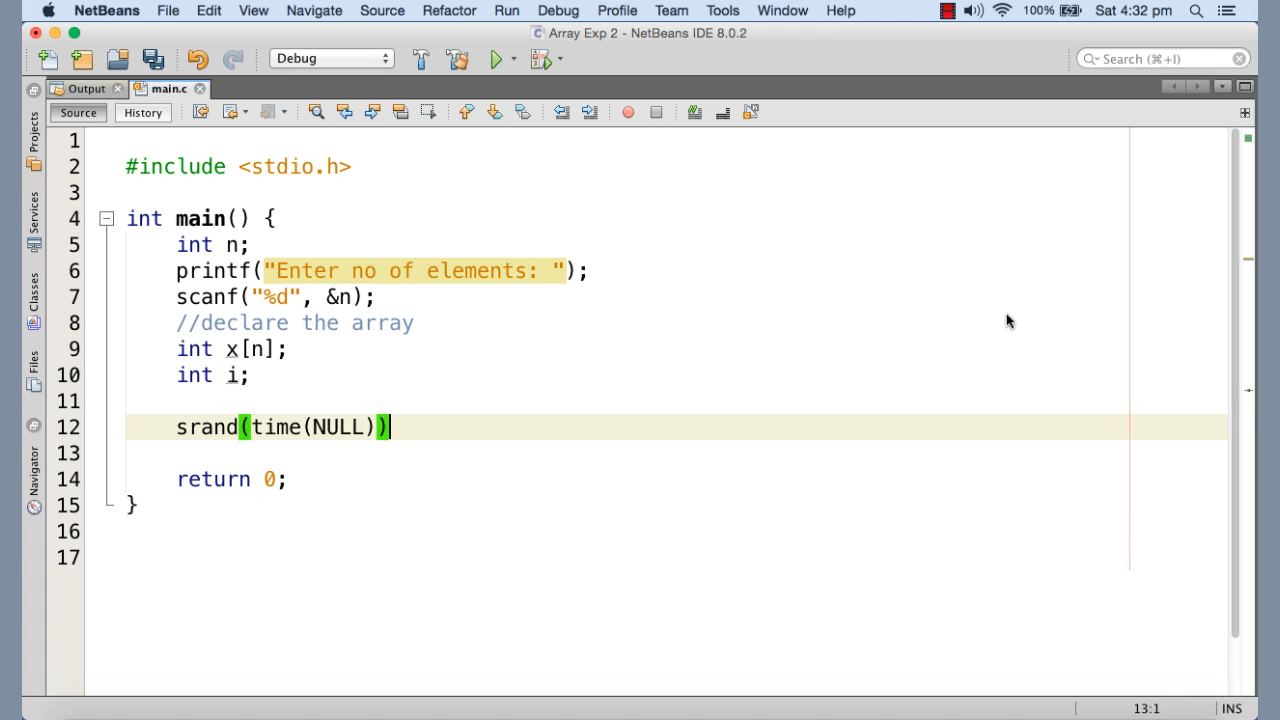 NetBeans File Edit View Navigate Source Refactor Run Debug Profile Team Tools Window Help 100% Sat 4:32 pm
Array Exp 2 - NetBeans IDE 8.0.2
Debug Search (⌘+I)
Output main.c
Source History
Projects
Services
Classes
Files
Navigator
1
2 #include <stdio.h>
3
4 int main() {
5 int n;
6 printf("Enter no of elements: ");
7 scanf("%d", &n);
8 //declare the array
9 int x[n];
10 int i;
11
12 srand(time(NULL))
13
14 return 0;
15 }
16
17
13:1 INS